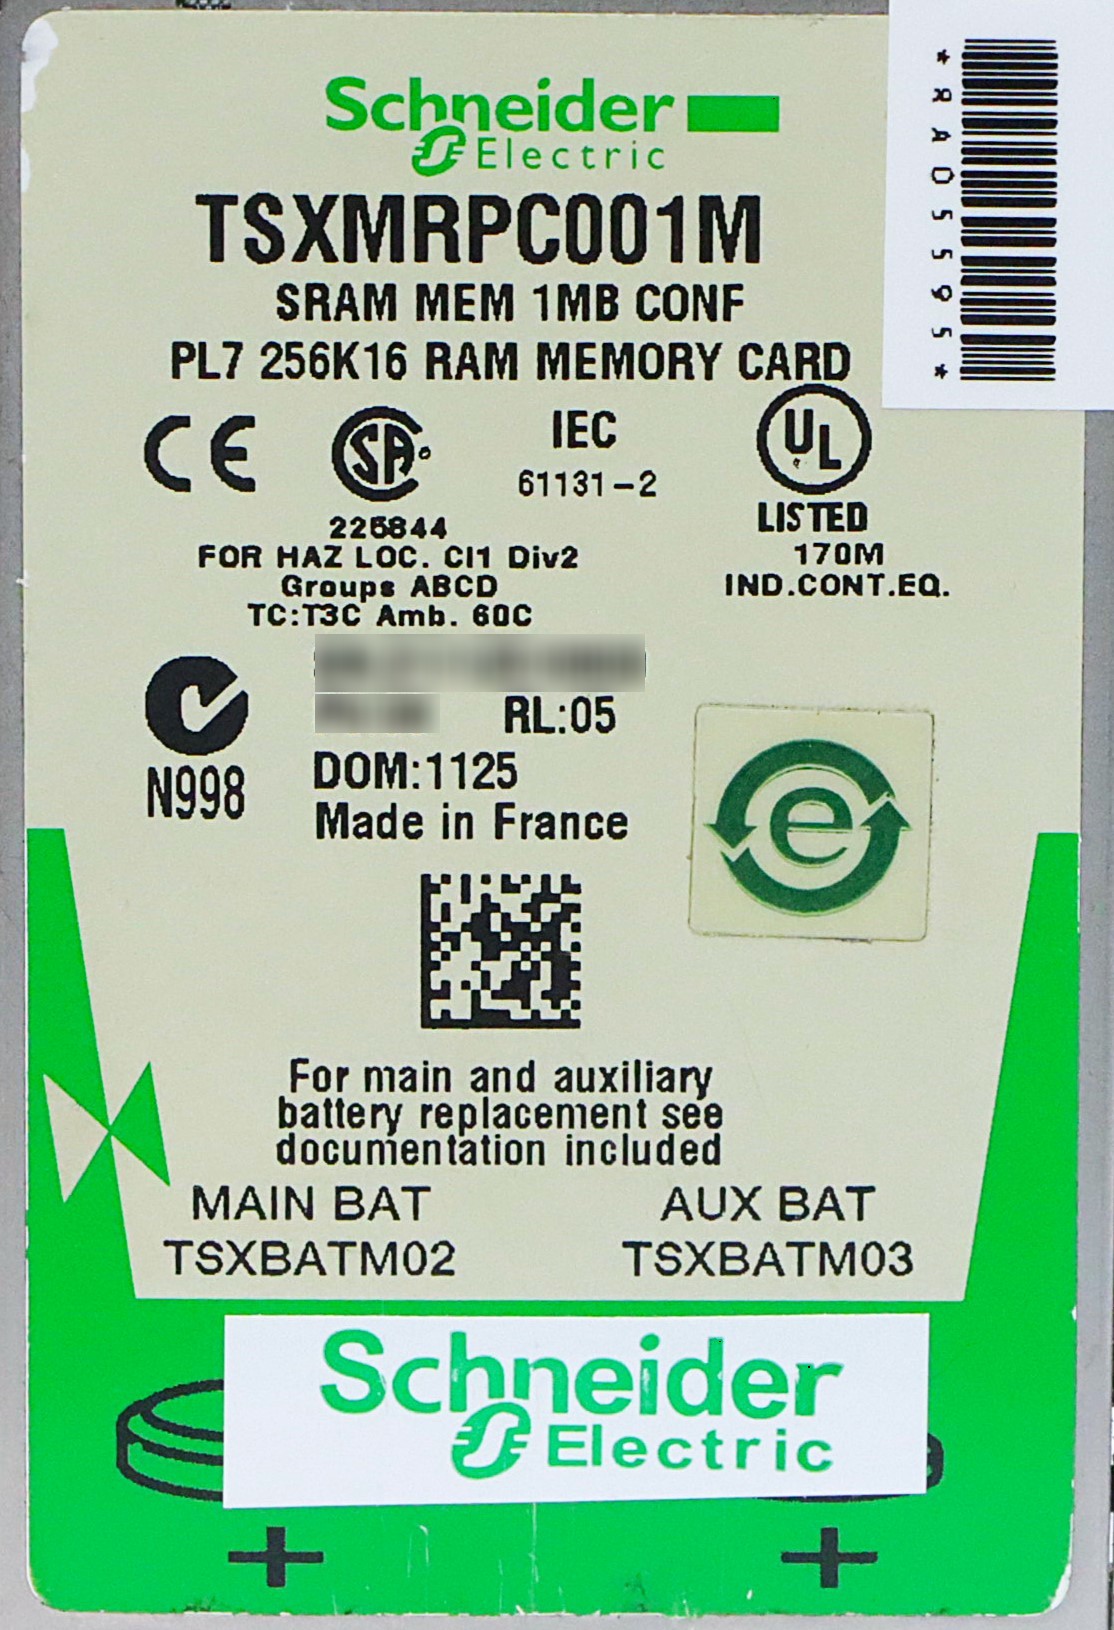 Schneider
Electric
*RA05595*
TSXMRPC001M
SRAM MEM 1MB CONF
PL7 256K16 RAM MEMORY CARD
CE
SA
IEC
61131-2
UL
LISTED
225844
170M
FOR HAZ LOC. Cl1 Div2
IND.CONT.EQ.
Groups ABCD
TC:T3C Amb. 60C
RL:05
N998
DOM:1125
Made in France
e
For main and auxiliary
battery replacement see
documentation included
MAIN BAT
AUX BAT
TSXBATM02
TSXBATM03
Schneider
Electric
+
+